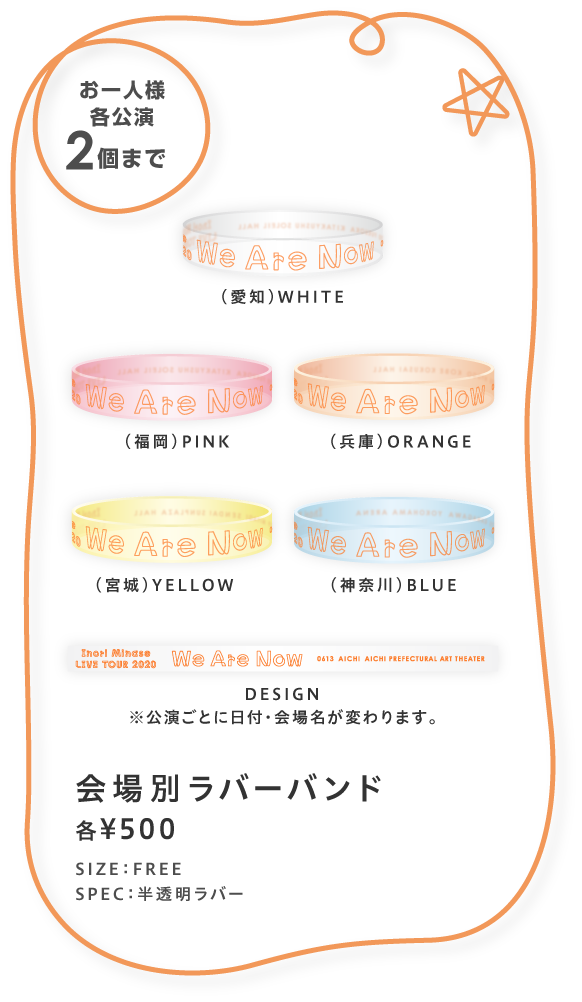 お一人様
各公演
2個まで
We Are Now
（愛知）WHITE
We Are Now
We Are Now
（福岡）PINK
（兵庫）ORANGE
We Are Now
We Are Now
（宮城）YELLOW
（神奈川）BLUE
Inori Minase
LIVE TOUR 2020
We Are Now
0613 AICHI AICHI PREFECTURAL ART THEATER
DESIGN
※公演ごとに日付・会場名が変わります。
会場別ラバーバンド
各¥500
SIZE：FREE
SPEC：半透明ラバー